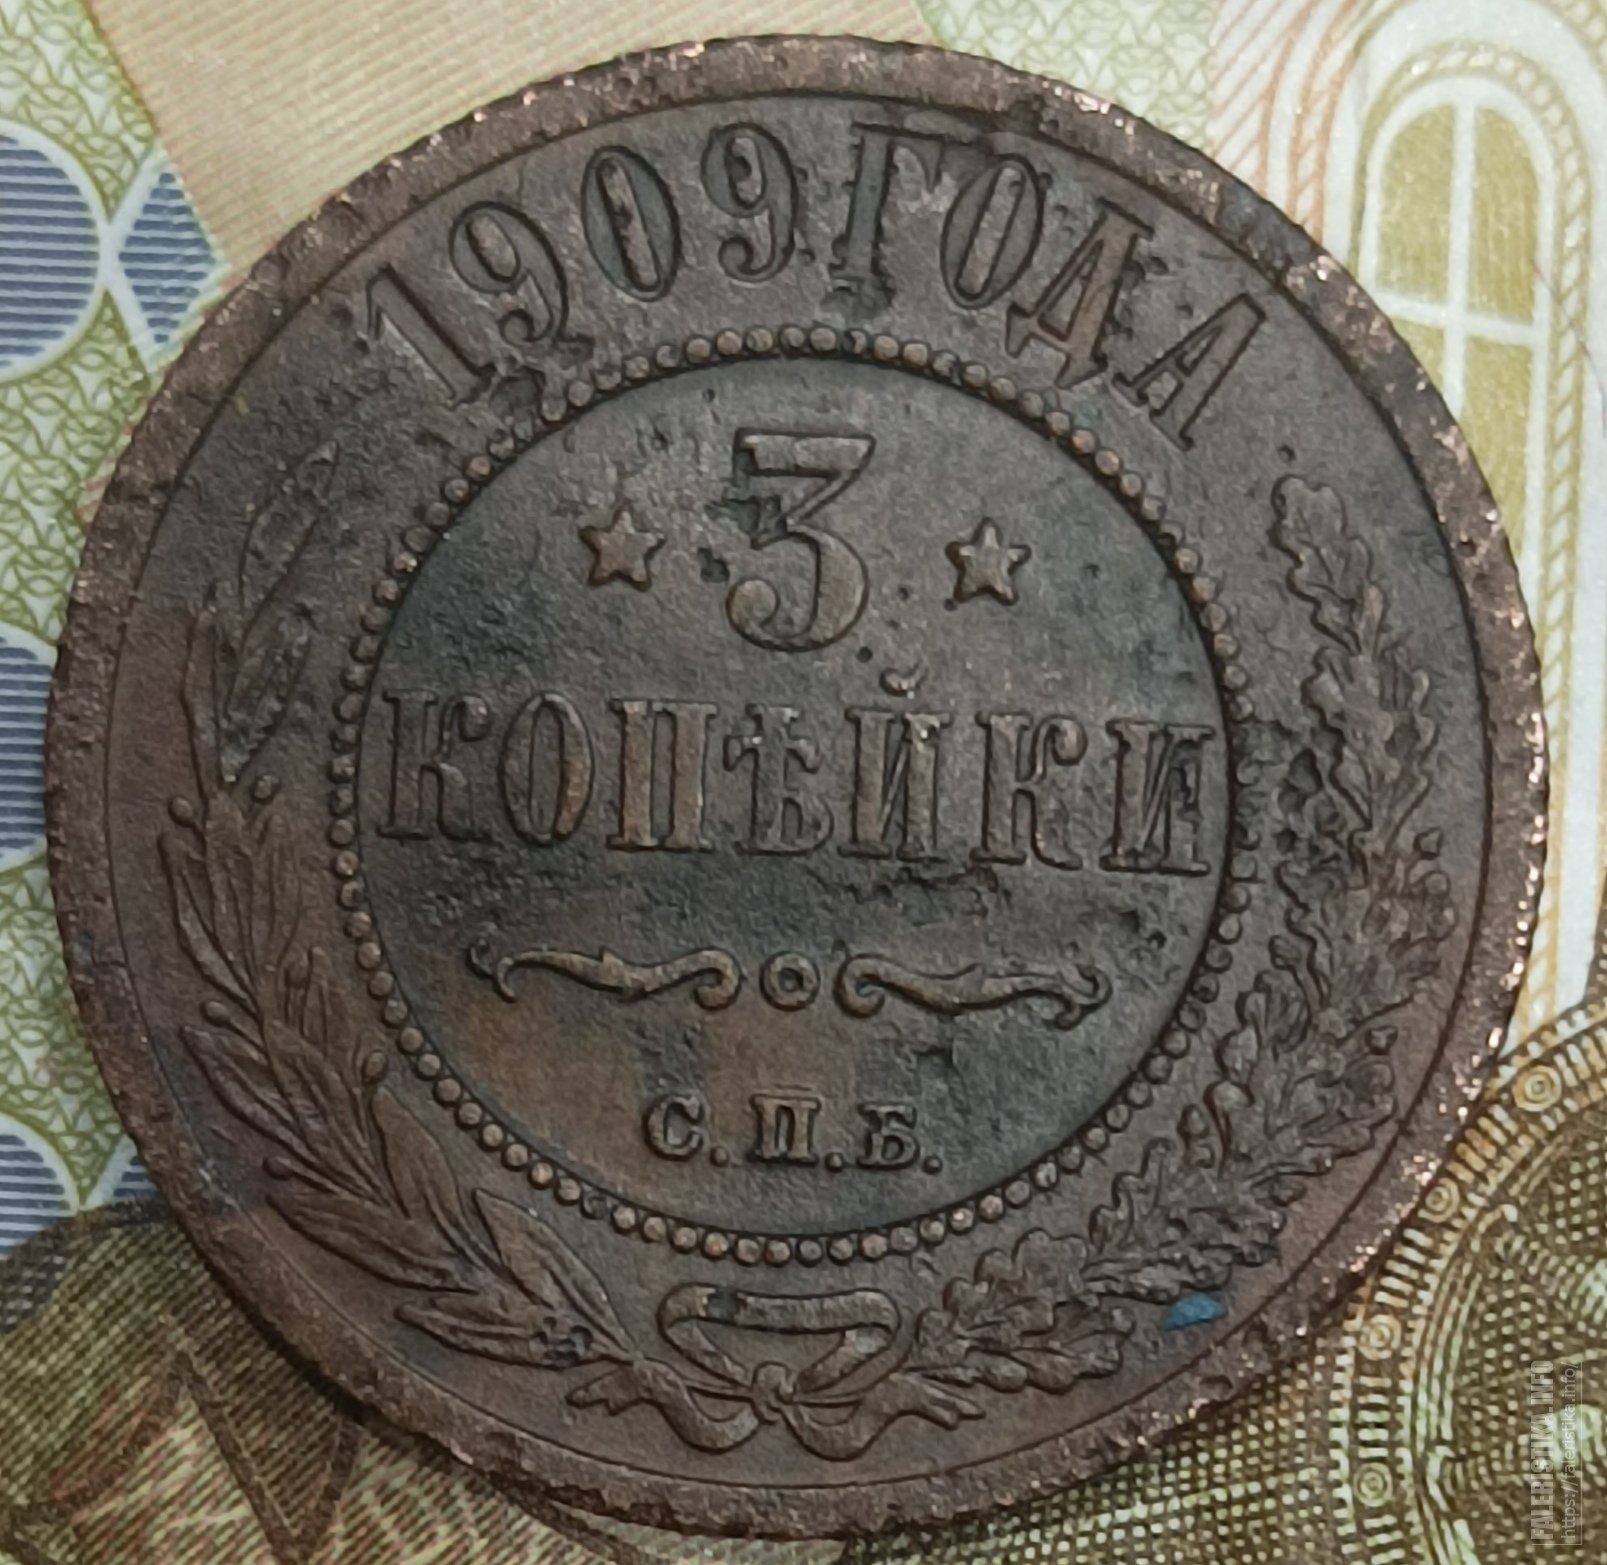 1909 ГОДА
3
КОПѢЙКИ
С.П.Б.
FALERISTIKA.INFO
https://faleristika.info/